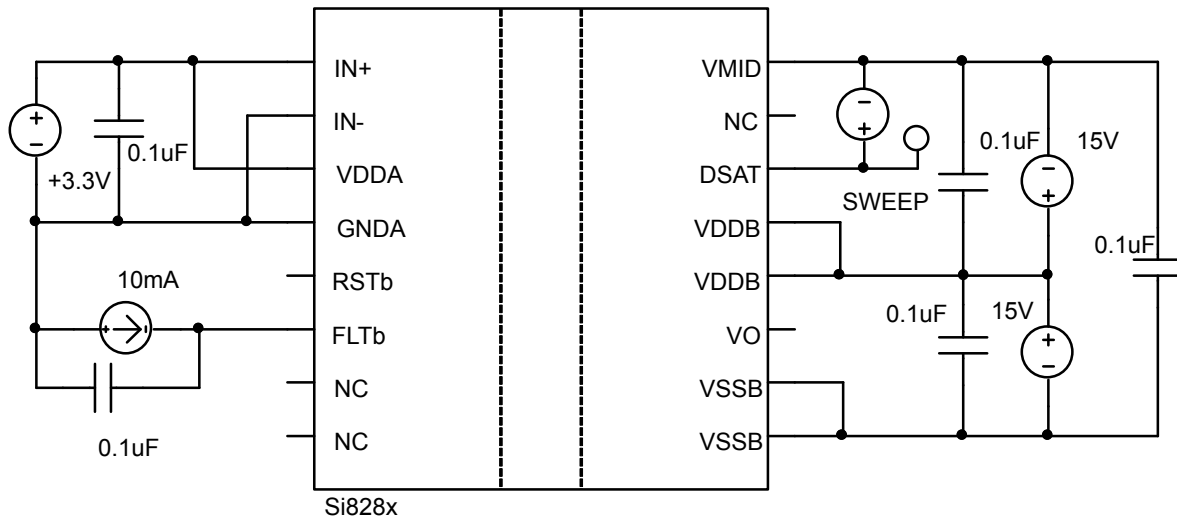 IN+
VMID
IN-
NC
0.1uF
0.1uF
15V
+3.3V
VDDA
DSAT
SWEEP
GNDA
VDDB
0.1uF
10mA
RSTb
VDDB
0.1uF
15V
FLTb
VO
NC
VSSB
0.1uF
NC
VSSB
Si828x